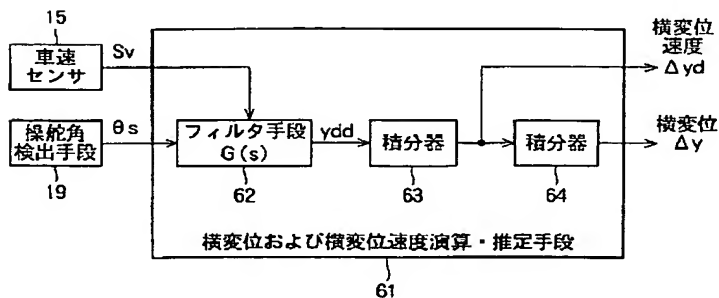 15
車速
センサ
Sv
横変位
速度
Δyd
操舵角
検出手段
θs
フィルタ手段
G(s)
ydd
積分器
積分器
横変位
Δy
19
62
63
64
横変位および横変位速度演算・推定手段
61